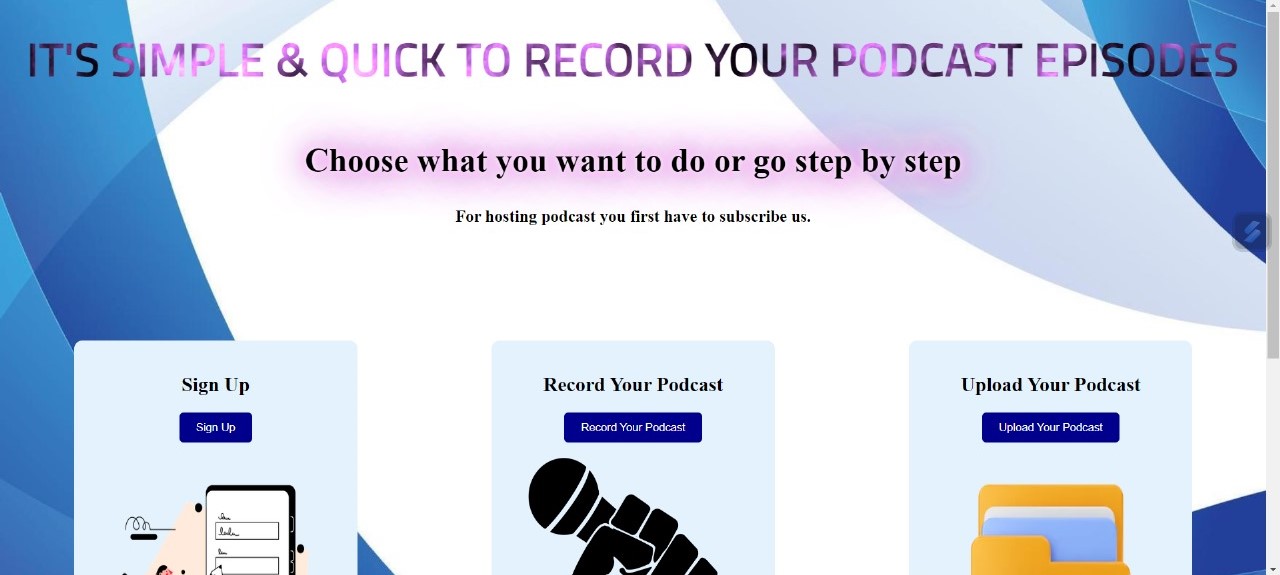 IT'S SIMPLE & QUICK TO RECORD YOUR PODCAST EPISODES
Choose what you want to do or go step by step
For hosting podcast you first have to subscribe us.
Sign Up
Record Your Podcast
Upload Your Podcast
Sign Up
Record Your Podcast
Upload Your Podcast